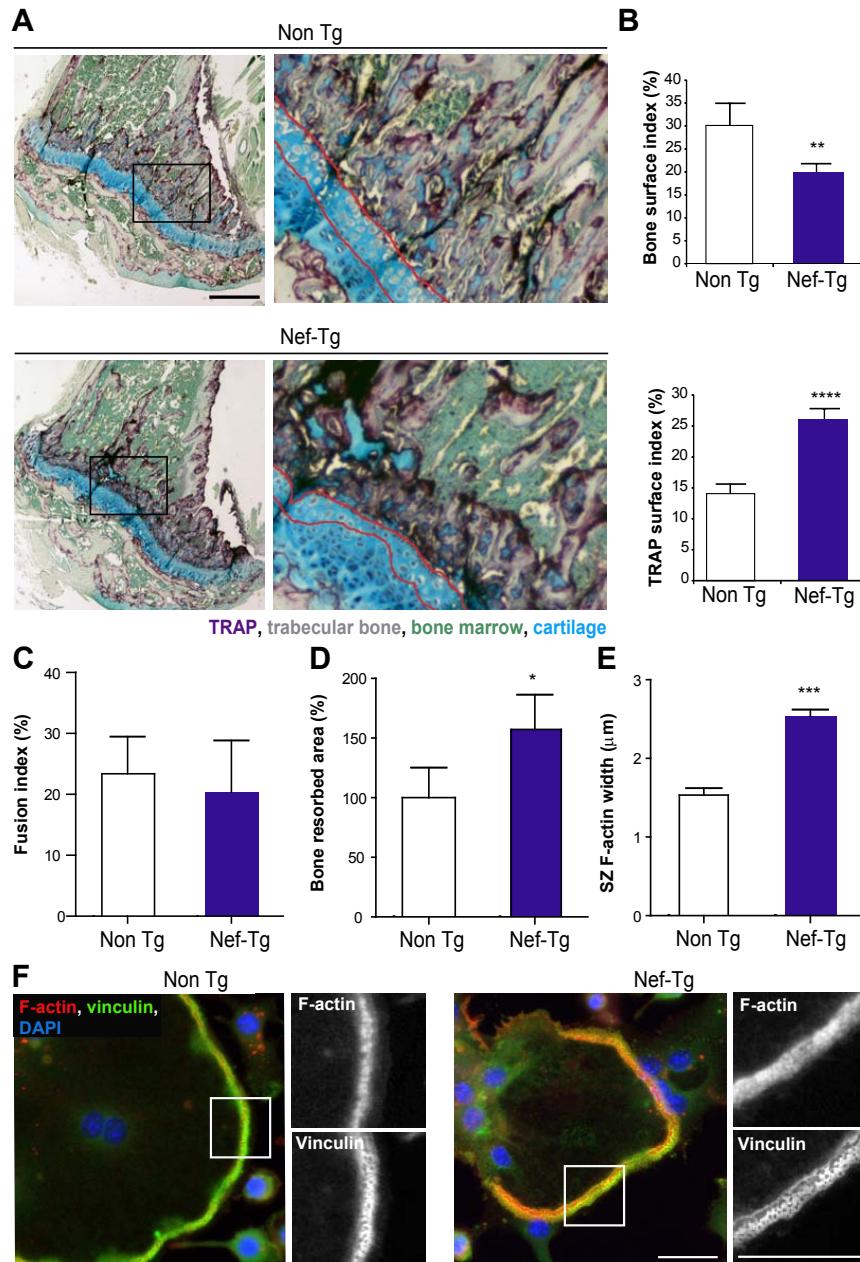 A
Non Tg
Nef-Tg
TRAP, trabecular bone, bone marrow, cartilage
B
Bone surface index (%)
40
35
30
25
20
15
10
5
0
**
Non Tg
Nef-Tg
TRAP surface index (%)
30
25
20
15
10
5
0
****
Non Tg
Nef-Tg
C
Fusion index (%)
40
30
20
10
0
Non Tg
Nef-Tg
D
Bone resorbed area (%)
200
150
100
50
0
*
Non Tg
Nef-Tg
E
SZ F-actin width (μm)
3
2
1
0
***
Non Tg
Nef-Tg
F
Non Tg
F-actin, vinculin,
DAPI
F-actin
Vinculin
Nef-Tg
F-actin
Vinculin